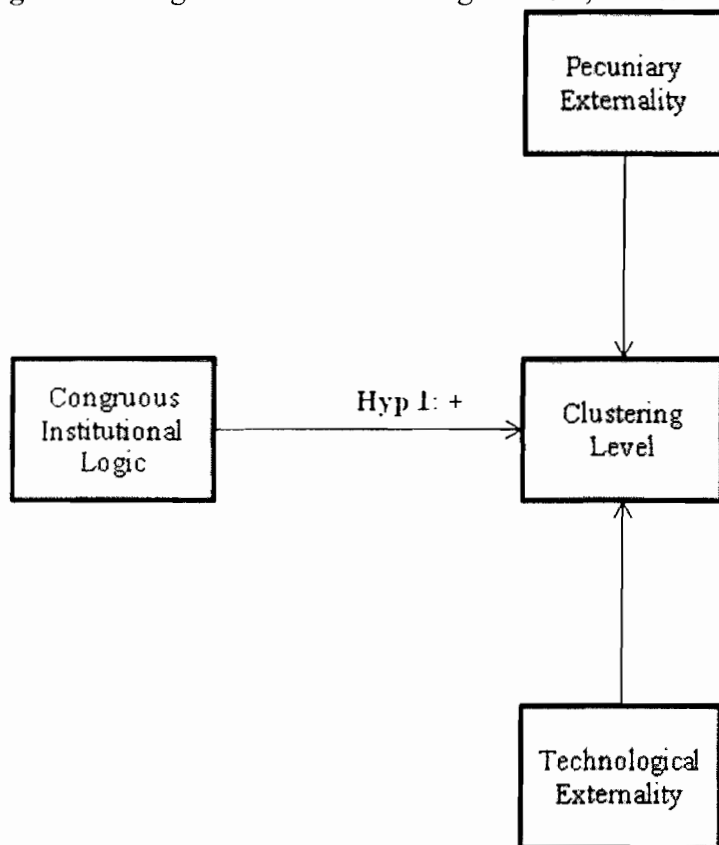 Pecuniary
Externality
Hyp 1: +
Congruous
Institutional
Logic
Clustering
Level
Technological
Externality